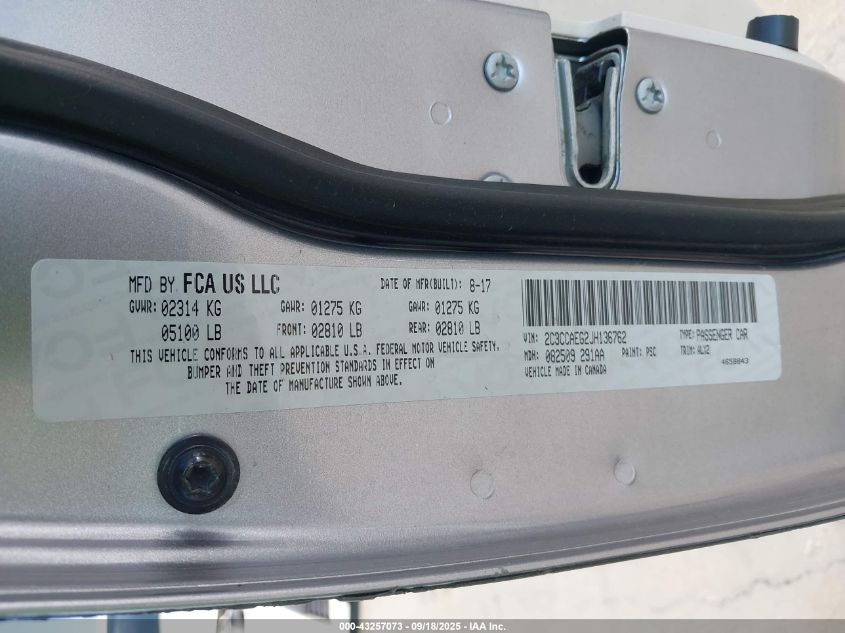 MFD BY FCA US LLC DATE OF MFR(BUILT): 8-17
GVWR: 02314 KG GAWR: 01275 KG GAWR: 01275 KG
05100 LB FRONT: 02810 LB REAR: 02810 LB
THIS VEHICLE CONFORMS TO ALL APPLICABLE U.S.A. FEDERAL MOTOR VEHICLE SAFETY,
BUMPER AND THEFT PREVENTION STANDARDS IN EFFECT ON
THE DATE OF MANUFACTURE SHOWN ABOVE.
VIN: 2C3CCAEG2JH136762 TYPE: PASSENGER CAR
MDH: 082509 291AA PAINT: PSC TRIM: ALX2
VEHICLE MADE IN CANADA 4658843
000-43257073 - 09/18/2025 - IAA Inc.